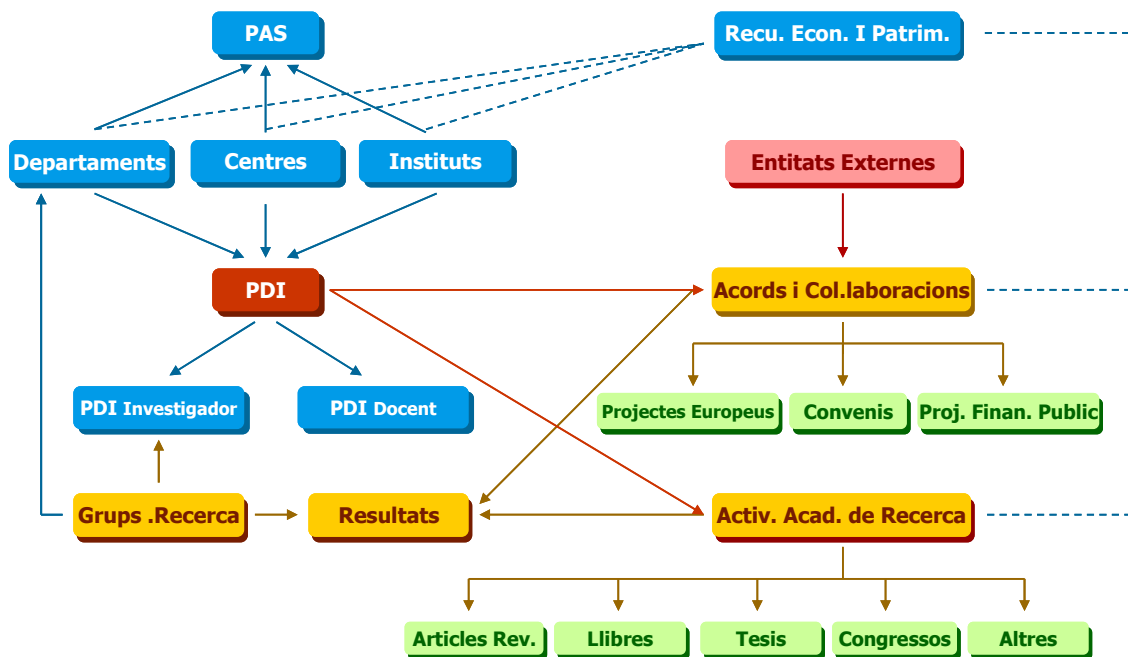 PAS
Recu. Econ. I Patrim.
Departaments
Centres
Instituts
Entitats Externes
PDI
Acords i Col.laboracions
PDI Investigador
PDI Docent
Projectes Europeus
Convenis
Proj. Finan. Public
Grups .Recerca
Resultats
Activ. Acad. de Recerca
Articles Rev.
Llibres
Tesis
Congressos
Altres